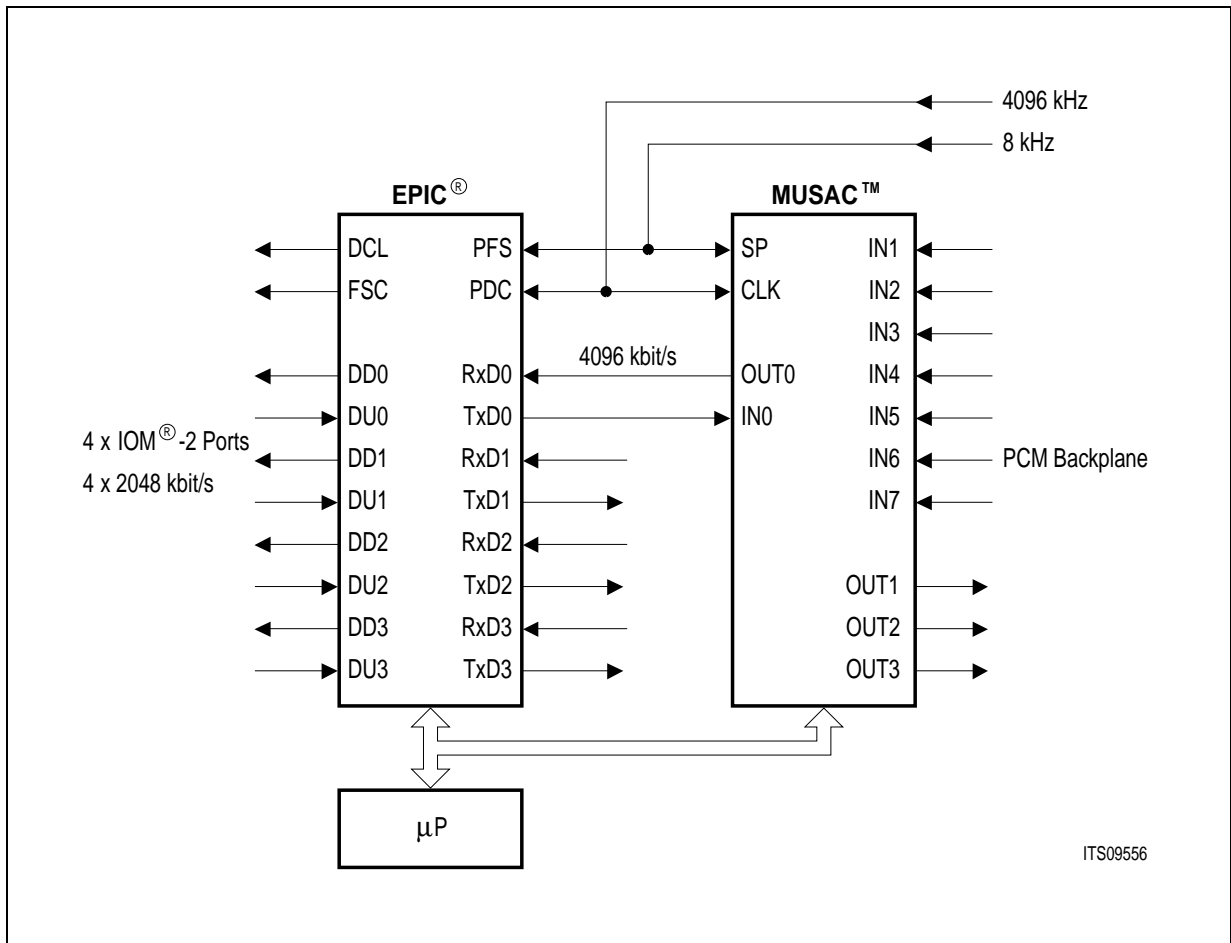 4096 kHz
8 kHz
EPIC®
MUSAC™
DCL PFS SP IN1
FSC PDC CLK IN2
IN3
4096 kbit/s
DD0 RxD0 OUT0 IN4
DU0 TxD0 IN0 IN5
4 x IOM®-2 Ports
DD1 RxD1 IN6 PCM Backplane
4 x 2048 kbit/s
DU1 TxD1 IN7
DD2 RxD2
DU2 TxD2 OUT1
DD3 RxD3 OUT2
DU3 TxD3 OUT3
µP
ITS09556